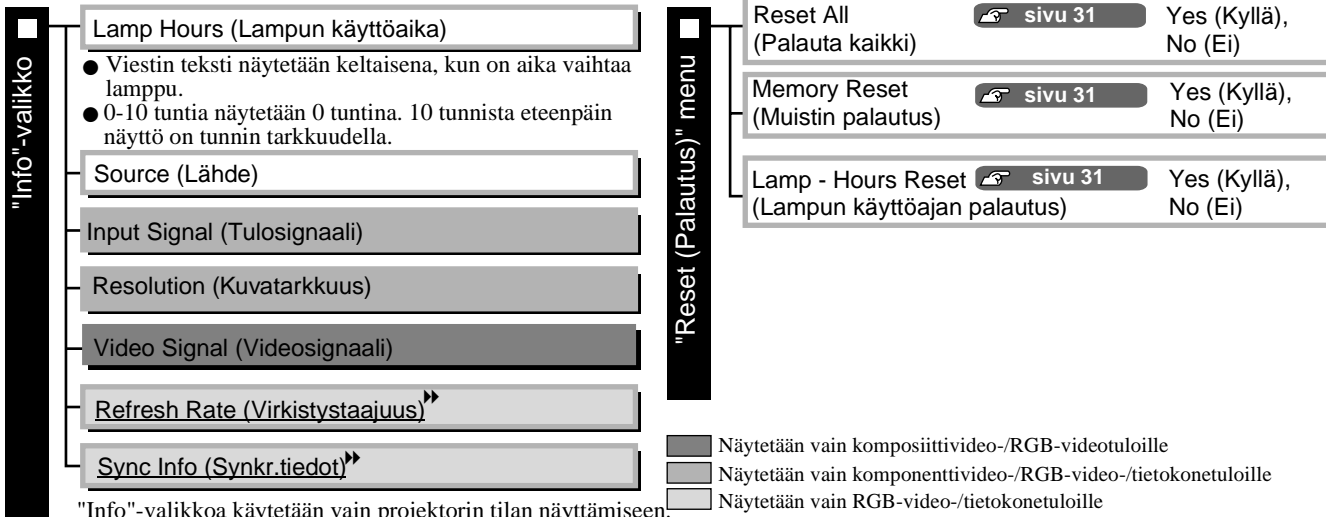 "Info"-valikko
Lamp Hours (Lampun käyttöaika)
● Viestin teksti näytetään keltaisena, kun on aika vaihtaa
lamppu.
● 0-10 tuntia näytetään 0 tuntina. 10 tunnista eteenpäin
näyttö on tunnin tarkkuudella.
Source (Lähde)
Input Signal (Tulosignaali)
Resolution (Kuvatarkkuus)
Video Signal (Videosignaali)
Refresh Rate (Virkistystaajuus)
Sync Info (Synkr.tiedot)
"Info"-valikkoa käytetään vain projektorin tilan näyttämiseen.
"Reset (Palautus)" menu
Reset All sivu 31 Yes (Kyllä),
(Palauta kaikki) No (Ei)
Memory Reset sivu 31 Yes (Kyllä),
(Muistin palautus) No (Ei)
Lamp - Hours Reset sivu 31 Yes (Kyllä),
(Lampun käyttöajan palautus) No (Ei)
Näytetään vain komposiittivideo-/RGB-videotuloille
Näytetään vain komponenttivideo-/RGB-video-/tietokonetuloille
Näytetään vain RGB-video-/tietokonetuloille